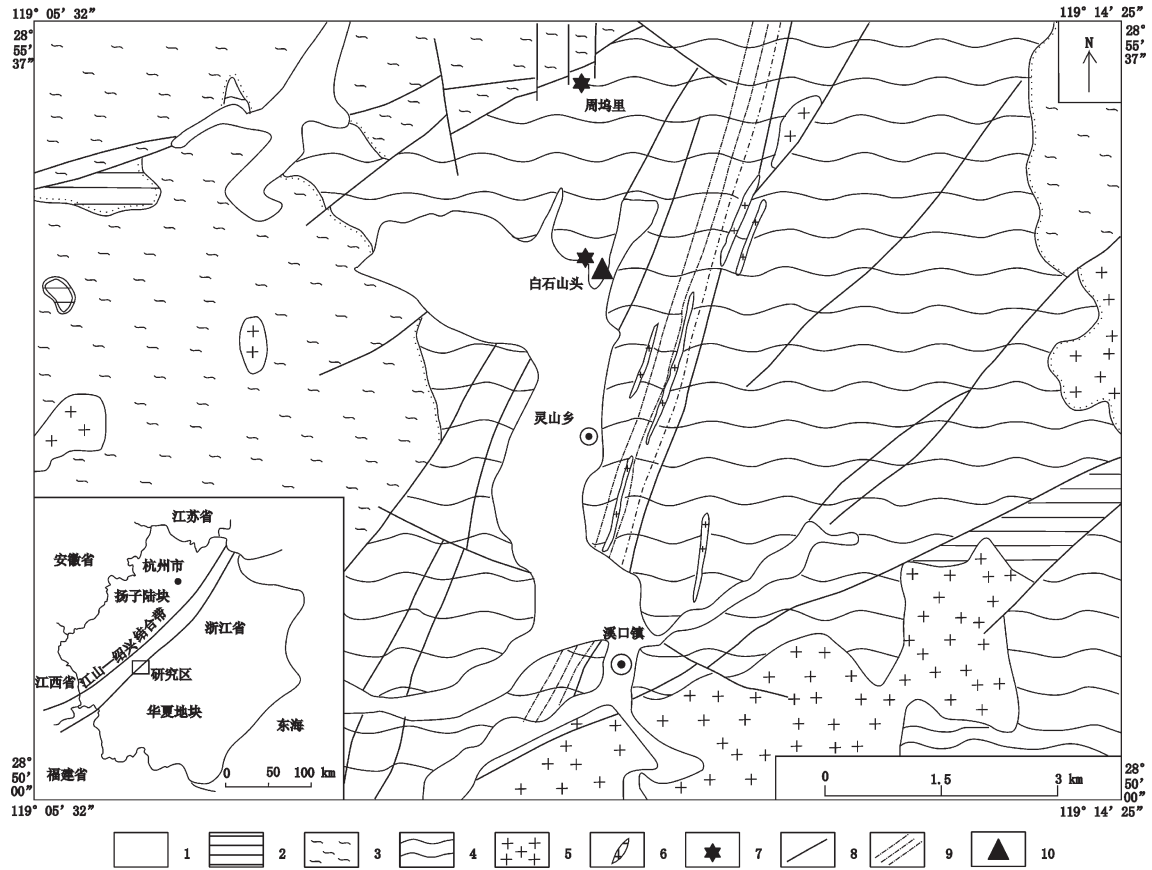 119° 05′ 32″
119° 14′ 25″
28°
55′
37″
28°
55′
37″
N
周坞里
白石山头
灵山乡
溪口镇
江苏省
安徽省
杭州市
扬子陆块
江山—绍兴结合带
浙江省
研究区
江西省
华夏地块
东海
福建省
0 50 100 km
0 1.5 3 km
28°
50′
00″
28°
50′
00″
119° 05′ 32″
119° 14′ 25″
1 2 3 4 5 6 7 8 9 10